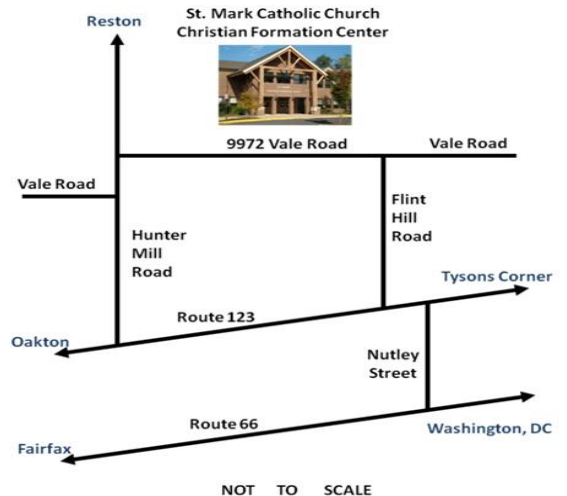 St. Mark Catholic Church
Christian Formation Center
Reston
9972 Vale Road
Vale Road
Vale Road
Flint
Hill
Road
Hunter
Mill
Road
Tysons Corner
Route 123
Oakton
Nutley
Street
Route 66
Washington, DC
Fairfax
NOT TO SCALE